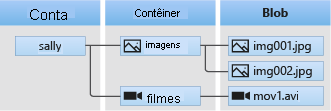 Conta
Contêiner
Blob
sally
imagens
img001.jpg
img002.jpg
filmes
mov1.avi